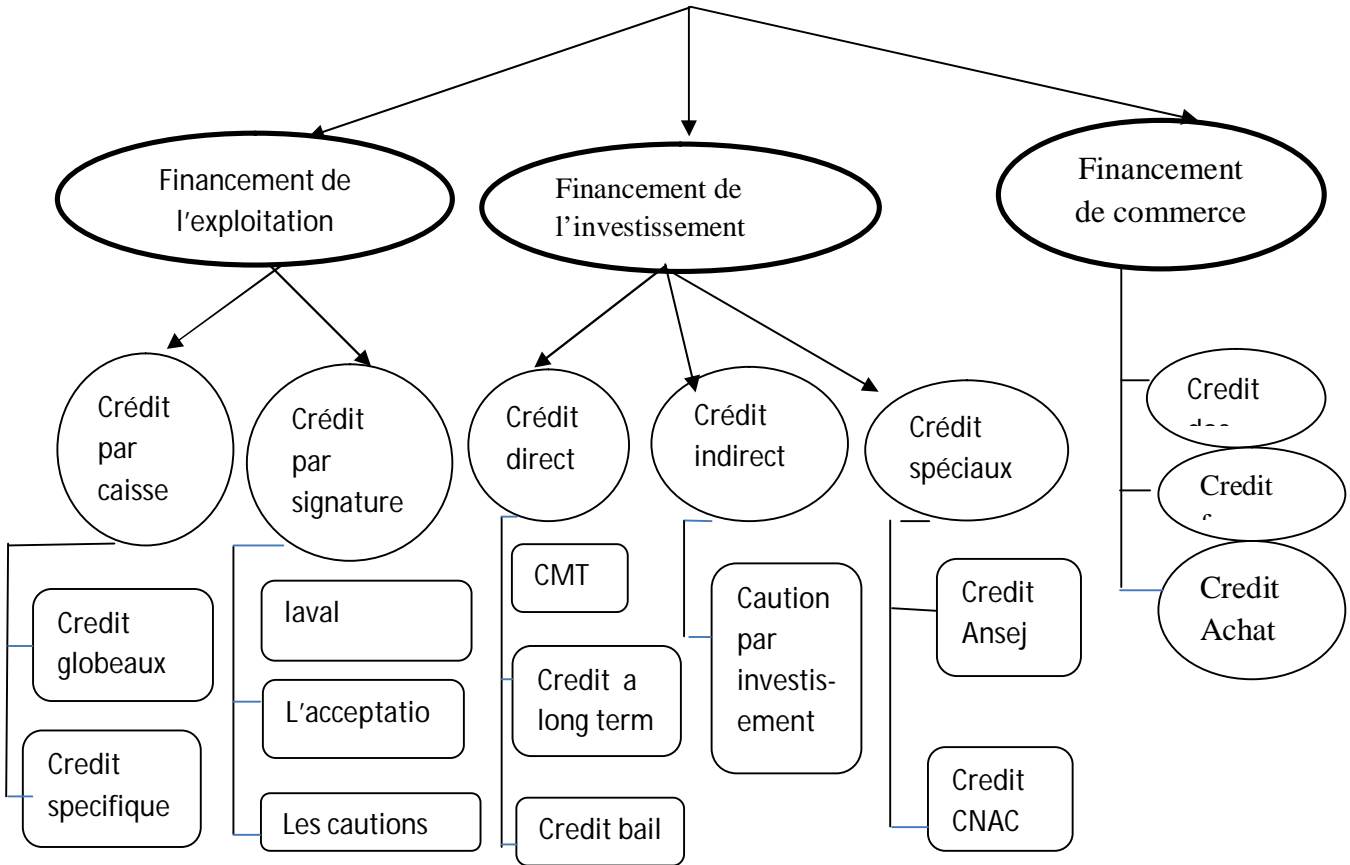 Financement de
l'exploitation
Financement de
l'investissement
Financement
de commerce
Crédit
par
caisse
Crédit
par
signature
Crédit
direct
Crédit
indirect
Crédit
spéciaux
Credit
globeaux
Credit
specifique
laval
L'acceptatio
Les cautions
CMT
Credit a
long term
Credit bail
Caution
par
investis-
ement
Credit
Ansej
Credit
CNAC
Credit
Credit
Credit
Achat